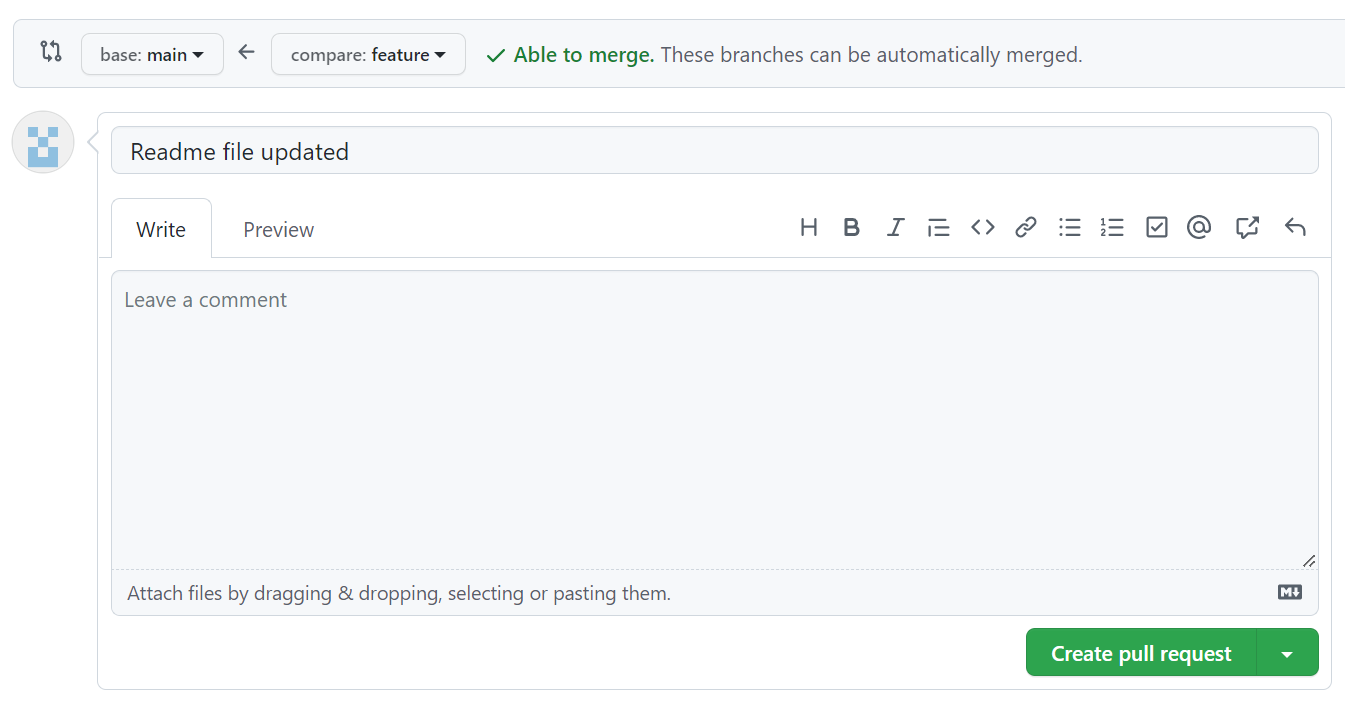 base: main compare: feature Able to merge. These branches can be automatically merged.
Readme file updated
Write Preview
Leave a comment
Attach files by dragging & dropping, selecting or pasting them.
Create pull request